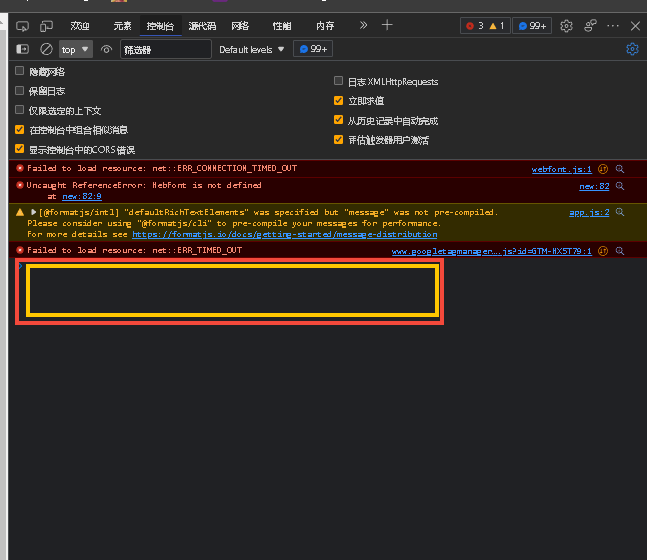 欢迎 元素 控制台 源代码 网络 性能 内存 3 1 99+
top 筛选器 Default levels 99+
隐藏网络
日志 XMLHttpRequests
保留日志
立即求值
仅限选定的上下文
从历史记录中自动完成
在控制台中组合相似消息
评估触发器用户激活
显示控制台中的CORS错误
Failed to load resource: net::ERR_CONNECTION_TIMED_OUT webfont.js:1
Uncaught ReferenceError: WebFont is not defined new:82
at new:82:9
[@formatjs/intl] "defaultRichTextElements" was specified but "message" was not pre-compiled. app.js:2
Please consider using "@formatjs/cli" to pre-compile your messages for performance.
For more details see https://formatjs.io/docs/getting-started/message-distribution
Failed to load resource: net::ERR_TIMED_OUT www.googletagmanager….js?id=GTM-HX5T79:1